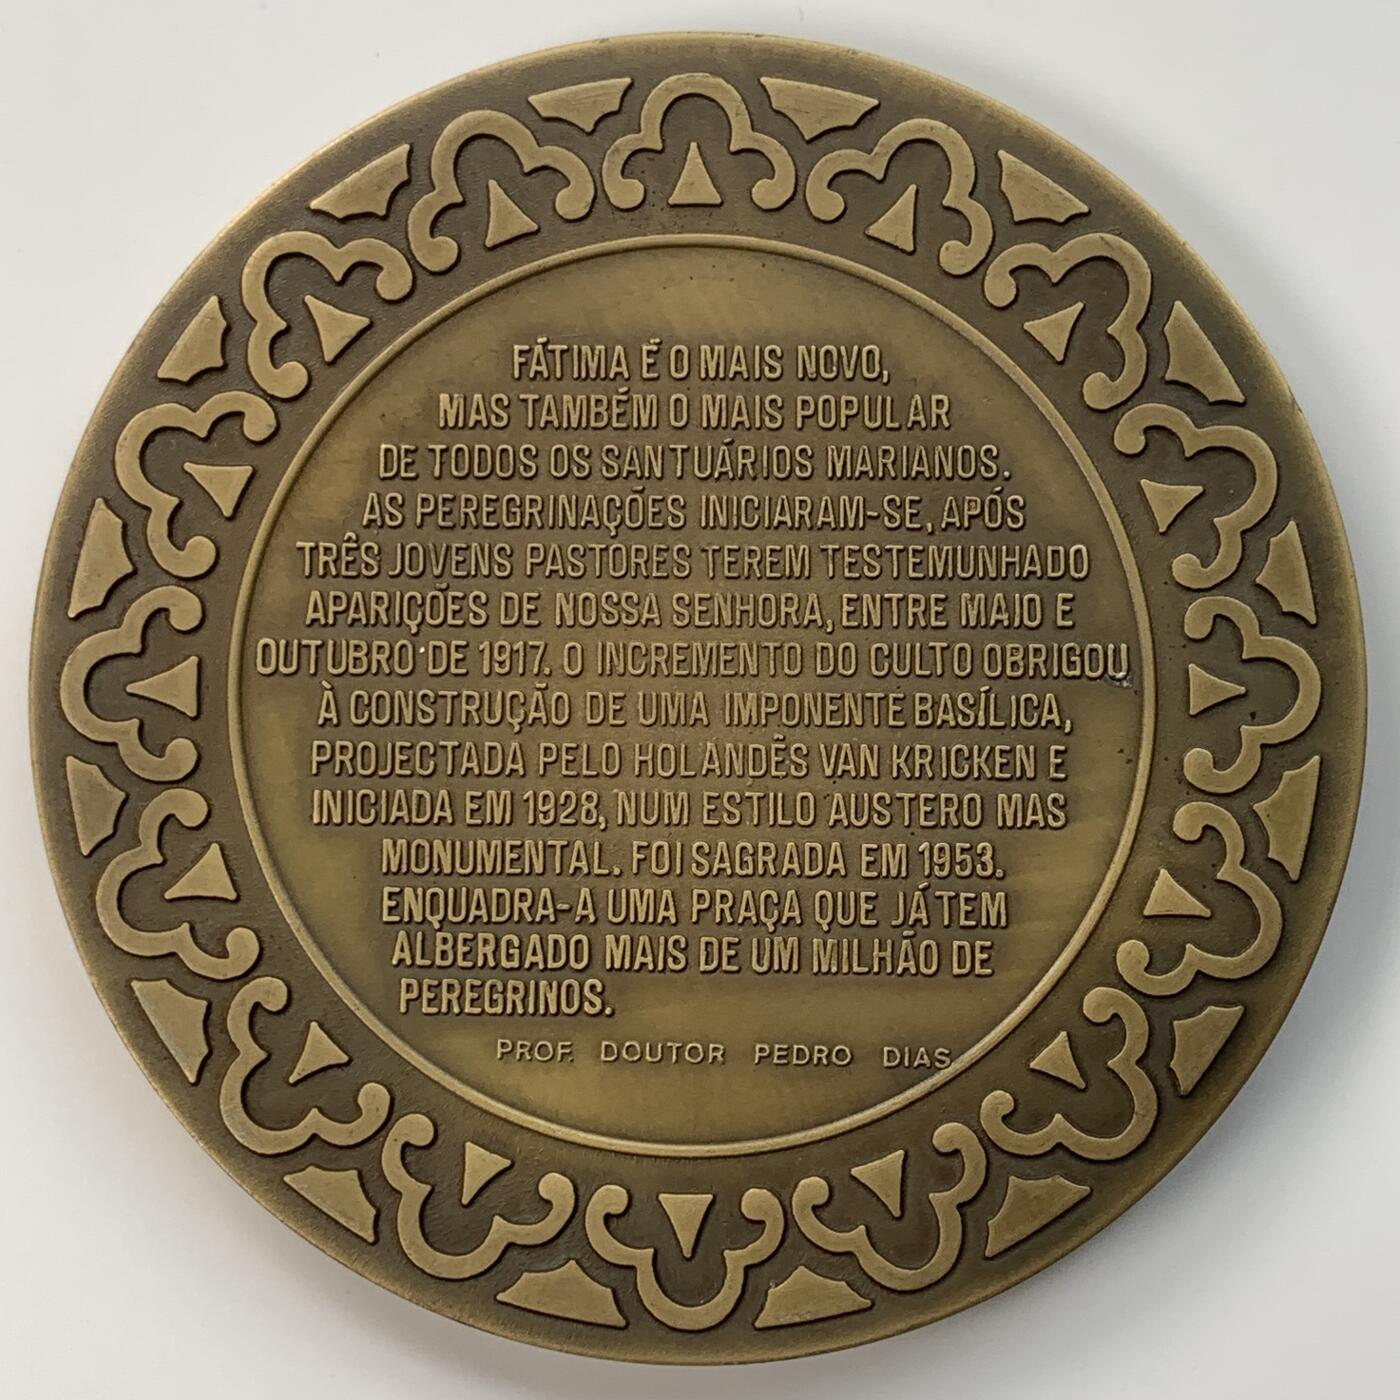 FÁTIMA É O MAIS NOVO,
MAS TAMBÉM O MAIS POPULAR
DE TODOS OS SANTUÁRIOS MARIANOS.
AS PEREGRINAÇÕES INICIARAM-SE, APÓS
TRÊS JOVENS PASTORES TEREM TESTEMUNHADO
APARIÇÕES DE NOSSA SENHORA, ENTRE MAIO E
OUTUBRO DE 1917. O INCREMENTO DO CULTO OBRIGOU
À CONSTRUÇÃO DE UMA IMPONENTE BASÍLICA,
PROJECTADA PELO HOLANDÊS VAN KRICKEN E
INICIADA EM 1928, NUM ESTILO AUSTERO MAS
MONUMENTAL. FOI SAGRADA EM 1953.
ENQUADRA-A UMA PRAÇA QUE JÁ TEM
ALBERGADO MAIS DE UM MILHÃO DE
PEREGRINOS.
PROF. DOUTOR PEDRO DIAS